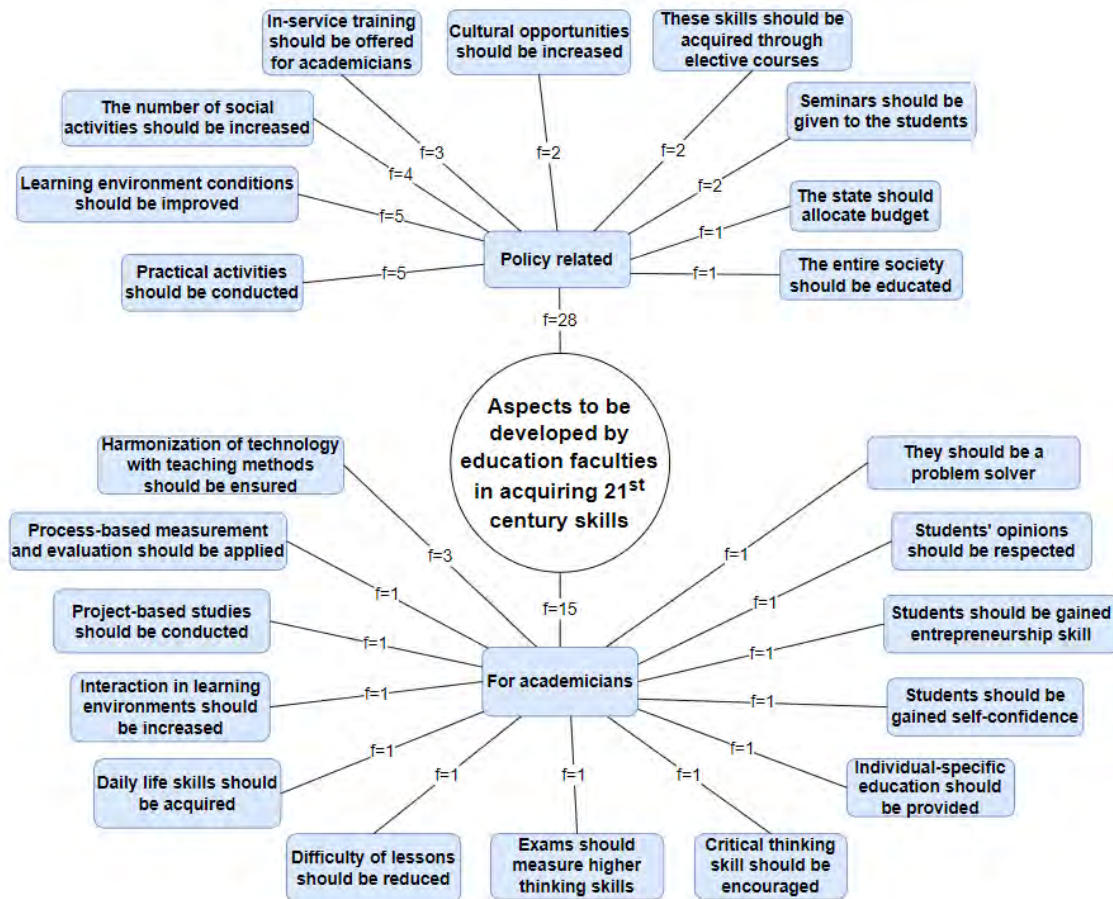 In-service training
should be offered
for academicians
Cultural opportunities
should be increased
These skills should be
acquired through
elective courses
The number of social
activities should be increased
Seminars should be
given to the students
f=3
f=2
f=2
f=4
f=2
Learning environment conditions
should be improved
The state should
allocate budget
f=5
f=1
Policy related
Practical activities
should be conducted
f=5
f=1
The entire society
should be educated
f=28
Aspects to be
developed by
education faculties
in acquiring 21st
century skills
Harmonization of technology
with teaching methods
should be ensured
They should be a
problem solver
Process-based measurement
and evaluation should be applied
Students' opinions
should be respected
f=3
f=1
f=1
f=1
f=15
Project-based studies
should be conducted
Students should be gained
entrepreneurship skill
f=1
f=1
For academicians
Interaction in learning
environments should
be increased
f=1
f=1
Students should be
gained self-confidence
Daily life skills should
be acquired
f=1
f=1
Individual-specific
education should
be provided
f=1
f=1
f=1
Difficulty of lessons
should be reduced
Exams should
measure higher
thinking skills
Critical thinking
skill should be
encouraged